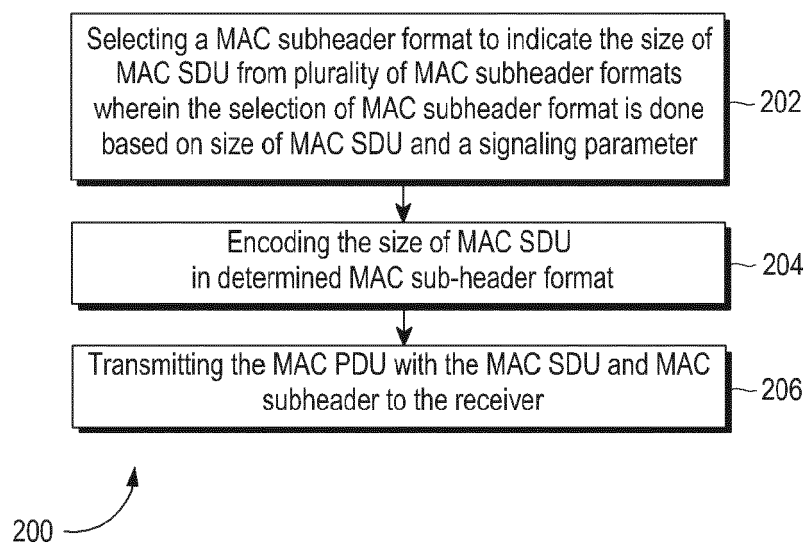 Selecting a MAC subheader format to indicate the size of
MAC SDU from plurality of MAC subheader formats
wherein the selection of MAC subheader format is done
based on size of MAC SDU and a signaling parameter
202
Encoding the size of MAC SDU
in determined MAC sub-header format
204
Transmitting the MAC PDU with the MAC SDU and MAC
subheader to the receiver
206
200